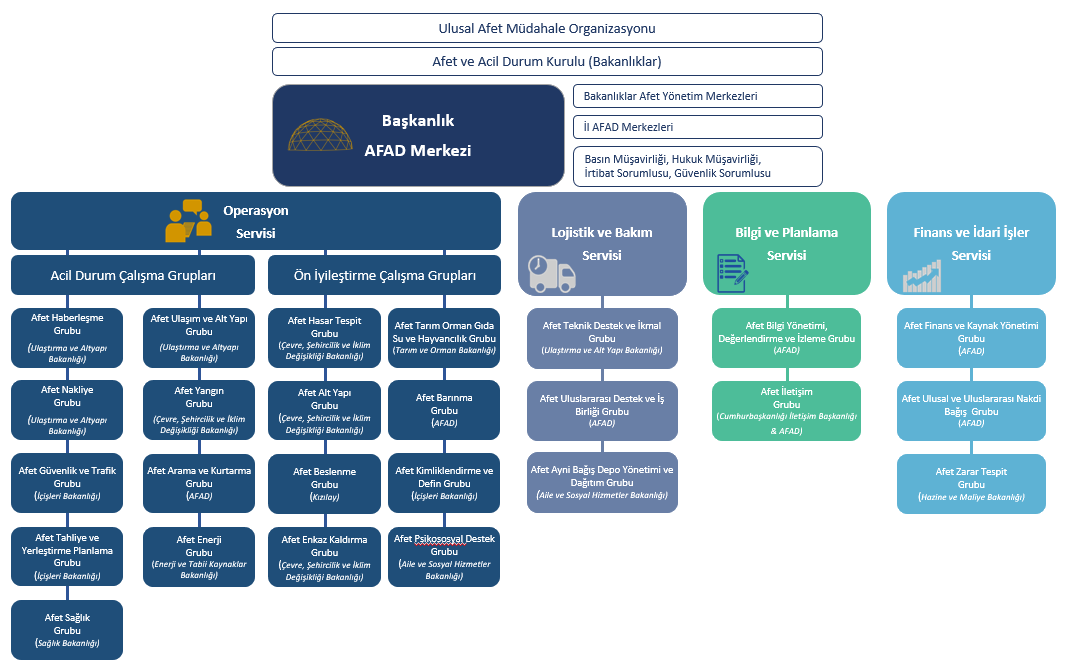 Ulusal Afet Müdahale Organizasyonu
Afet ve Acil Durum Kurulu (Bakanlıklar)
Başkanlık
AFAD Merkezi
Bakanlıklar Afet Yönetim Merkezleri
İl AFAD Merkezleri
Basın Müşavirliği, Hukuk Müşavirliği,
İrtibat Sorumlusu, Güvenlik Sorumlusu
Operasyon
Servisi
Acil Durum Çalışma Grupları
Afet Haberleşme
Grubu
(Ulaştırma ve Altyapı
Bakanlığı)
Afet Nakliye
Grubu
(Ulaştırma ve Altyapı
Bakanlığı)
Afet Güvenlik ve Trafik
Grubu
(İçişleri Bakanlığı)
Afet Tahliye ve
Yerleştirme Planlama
Grubu
(İçişleri Bakanlığı)
Afet Sağlık
Grubu
(Sağlık Bakanlığı)
Afet Ulaşım ve Alt Yapı
Grubu
(Ulaştırma ve Altyapı
Bakanlığı)
Afet Yangın
Grubu
(Çevre, Şehircilik ve İklim
Değişikliği Bakanlığı)
Afet Arama ve Kurtarma
Grubu
(AFAD)
Afet Enerji
Grubu
(Enerji ve Tabii Kaynaklar
Bakanlığı)
Ön İyileştirme Çalışma Grupları
Afet Hasar Tespit
Grubu
(Çevre, Şehircilik ve İklim
Değişikliği Bakanlığı)
Afet Alt Yapı
Grubu
(Çevre, Şehircilik ve İklim
Değişikliği Bakanlığı)
Afet Beslenme
Grubu
(Kızılay)
Afet Enkaz Kaldırma
Grubu
(Çevre, Şehircilik ve İklim
Değişikliği Bakanlığı)
Afet Tarım Orman Gıda
Su ve Hayvancılık Grubu
(Tarım ve Orman Bakanlığı)
Afet Barınma
Grubu
(AFAD)
Afet Kimliklendirme ve
Defin Grubu
(İçişleri Bakanlığı)
Afet Psikososyal Destek
Grubu
(Aile ve Sosyal Hizmetler
Bakanlığı)
Lojistik ve Bakım
Servisi
Afet Teknik Destek ve İkmal
Grubu
(Ulaştırma ve Alt Yapı Bakanlığı)
Afet Uluslararası Destek ve İş
Birliği Grubu
(AFAD)
Afet Ayni Bağış Depo Yönetimi ve
Dağıtım Grubu
(Aile ve Sosyal Hizmetler Bakanlığı)
Bilgi ve Planlama
Servisi
Afet Bilgi Yönetimi,
Değerlendirme ve İzleme Grubu
(AFAD)
Afet İletişim
Grubu
(Cumhurbaşkanlığı İletişim Başkanlığı
& AFAD)
Finans ve İdari İşler
Servisi
Afet Finans ve Kaynak Yönetimi
Grubu
(AFAD)
Afet Ulusal ve Uluslararası Nakdi
Bağış Grubu
(AFAD)
Afet Zarar Tespit
Grubu
(Hazine ve Maliye Bakanlığı)